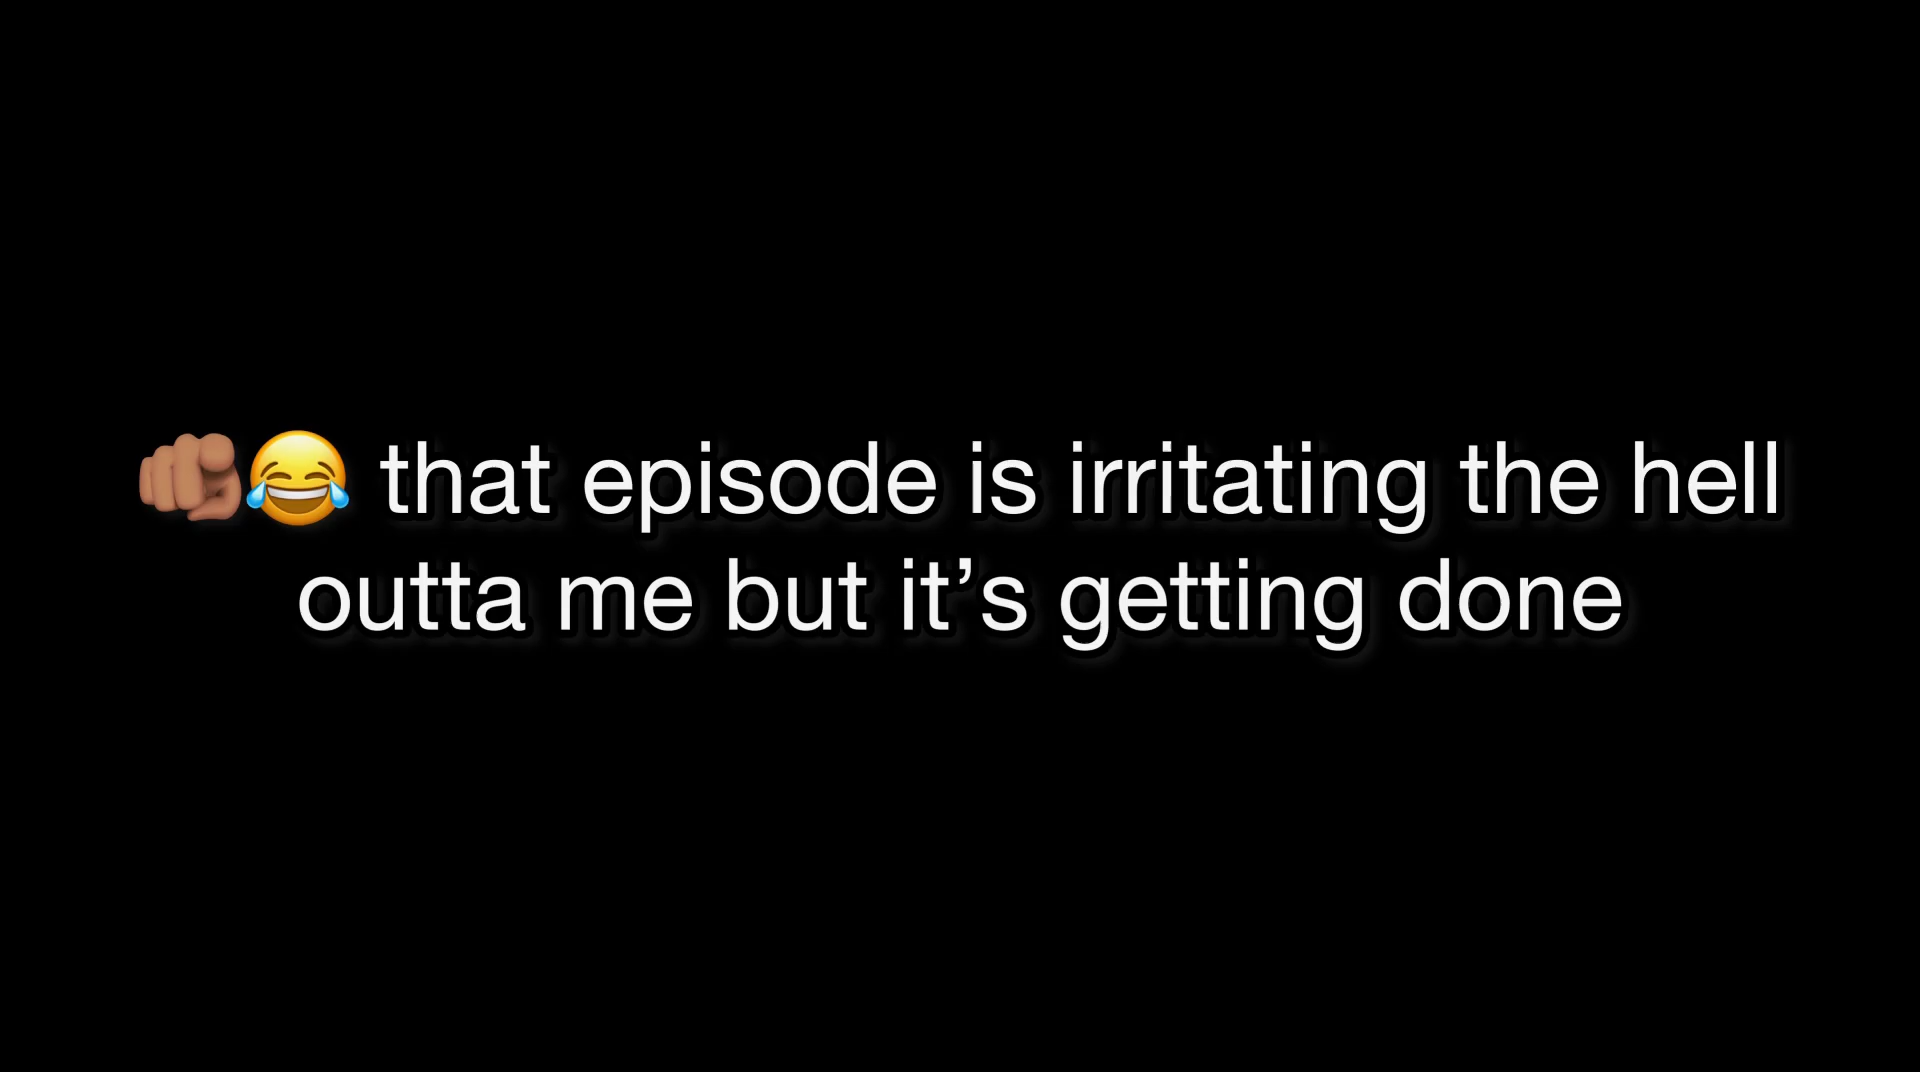 🫵🏽😂 that episode is irritating the hell
outta me but it’s getting done